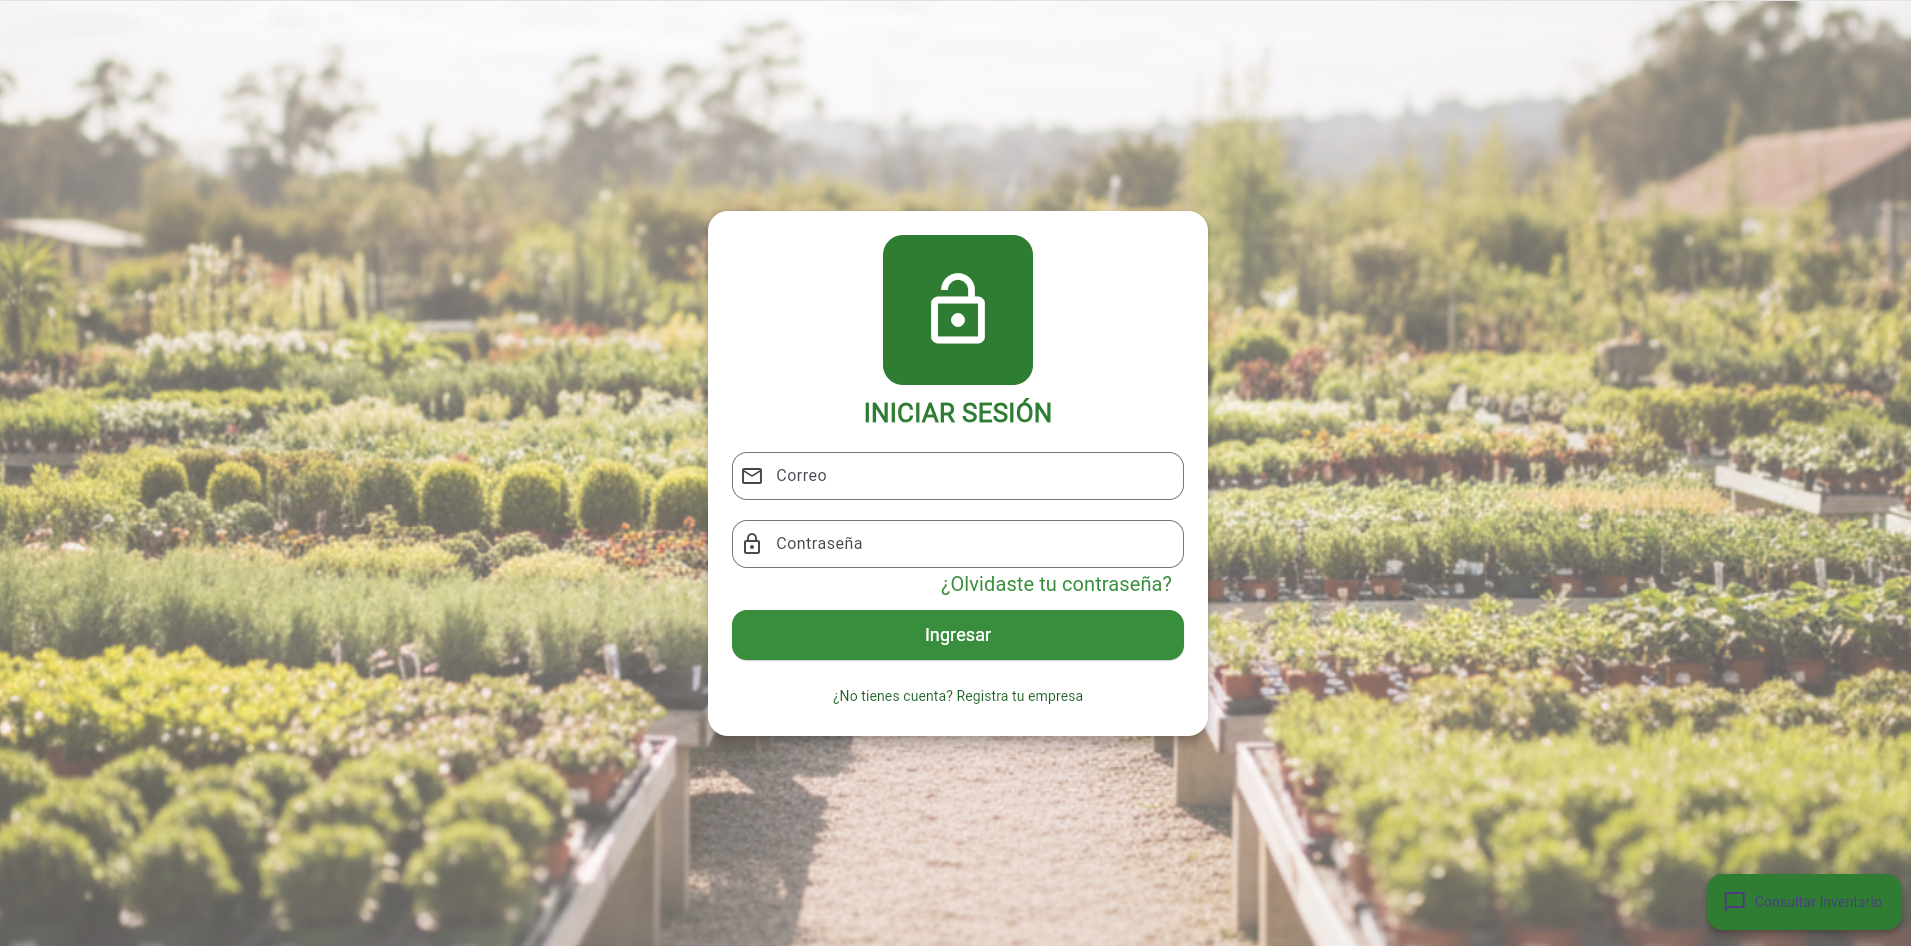 INICIAR SESIÓN
Correo
Contraseña
¿Olvidaste tu contraseña?
Ingresar
¿No tienes cuenta? Registra tu empresa
Consultar Inventario